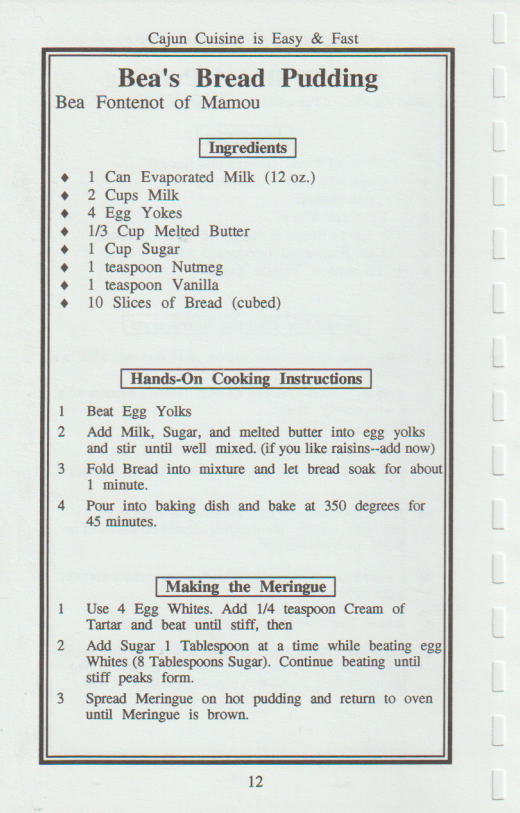 Cajun Cuisine is Easy & Fast
Bea's Bread Pudding
Bea Fontenot of Mamou
Ingredients
♦ 1 Can Evaporated Milk (12 oz.)
♦ 2 Cups Milk
♦ 4 Egg Yokes
♦ 1/3 Cup Melted Butter
♦ 1 Cup Sugar
♦ 1 teaspoon Nutmeg
♦ 1 teaspoon Vanilla
♦ 10 Slices of Bread (cubed)
Hands-On Cooking Instructions
1 Beat Egg Yolks
2 Add Milk, Sugar, and melted butter into egg yolks
and stir until well mixed. (if you like raisins--add now)
3 Fold Bread into mixture and let bread soak for about
1 minute.
4 Pour into baking dish and bake at 350 degrees for
45 minutes.
Making the Meringue
1 Use 4 Egg Whites. Add 1/4 teaspoon Cream of
Tartar and beat until stiff, then
2 Add Sugar 1 Tablespoon at a time while beating egg
Whites (8 Tablespoons Sugar). Continue beating until
stiff peaks form.
3 Spread Meringue on hot pudding and return to oven
until Meringue is brown.
12